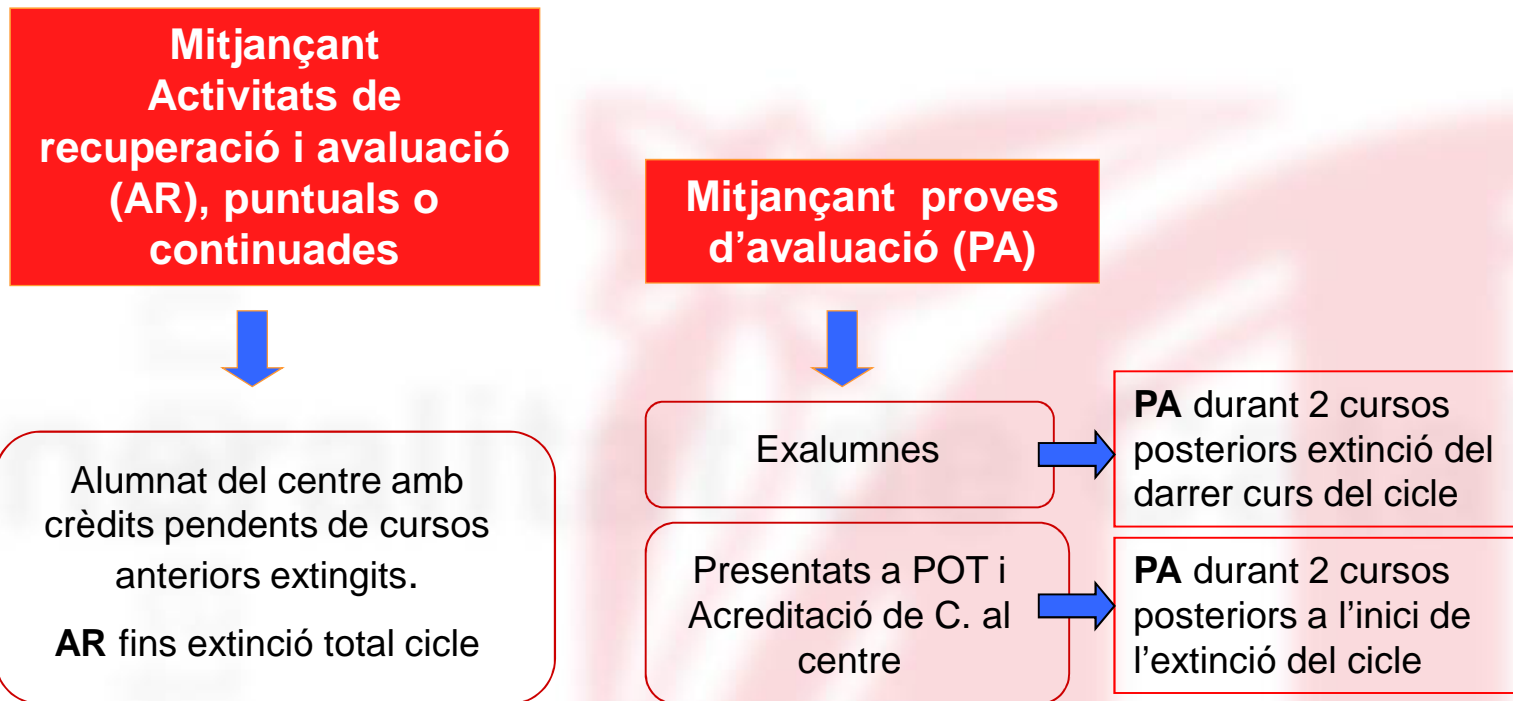 Mitjançant
Activitats de
recuperació i avaluació
(AR), puntuals o
continuades
Alumnat del centre amb
crèdits pendents de cursos
anteriors extingits.
AR fins extinció total cicle
Mitjançant proves
d’avaluació (PA)
Exalumnes
PA durant 2 cursos
posteriors extinció del
darrer curs del cicle
Presentats a POT i
Acreditació de C. al
centre
PA durant 2 cursos
posteriors a l’inici de
l’extinció del cicle